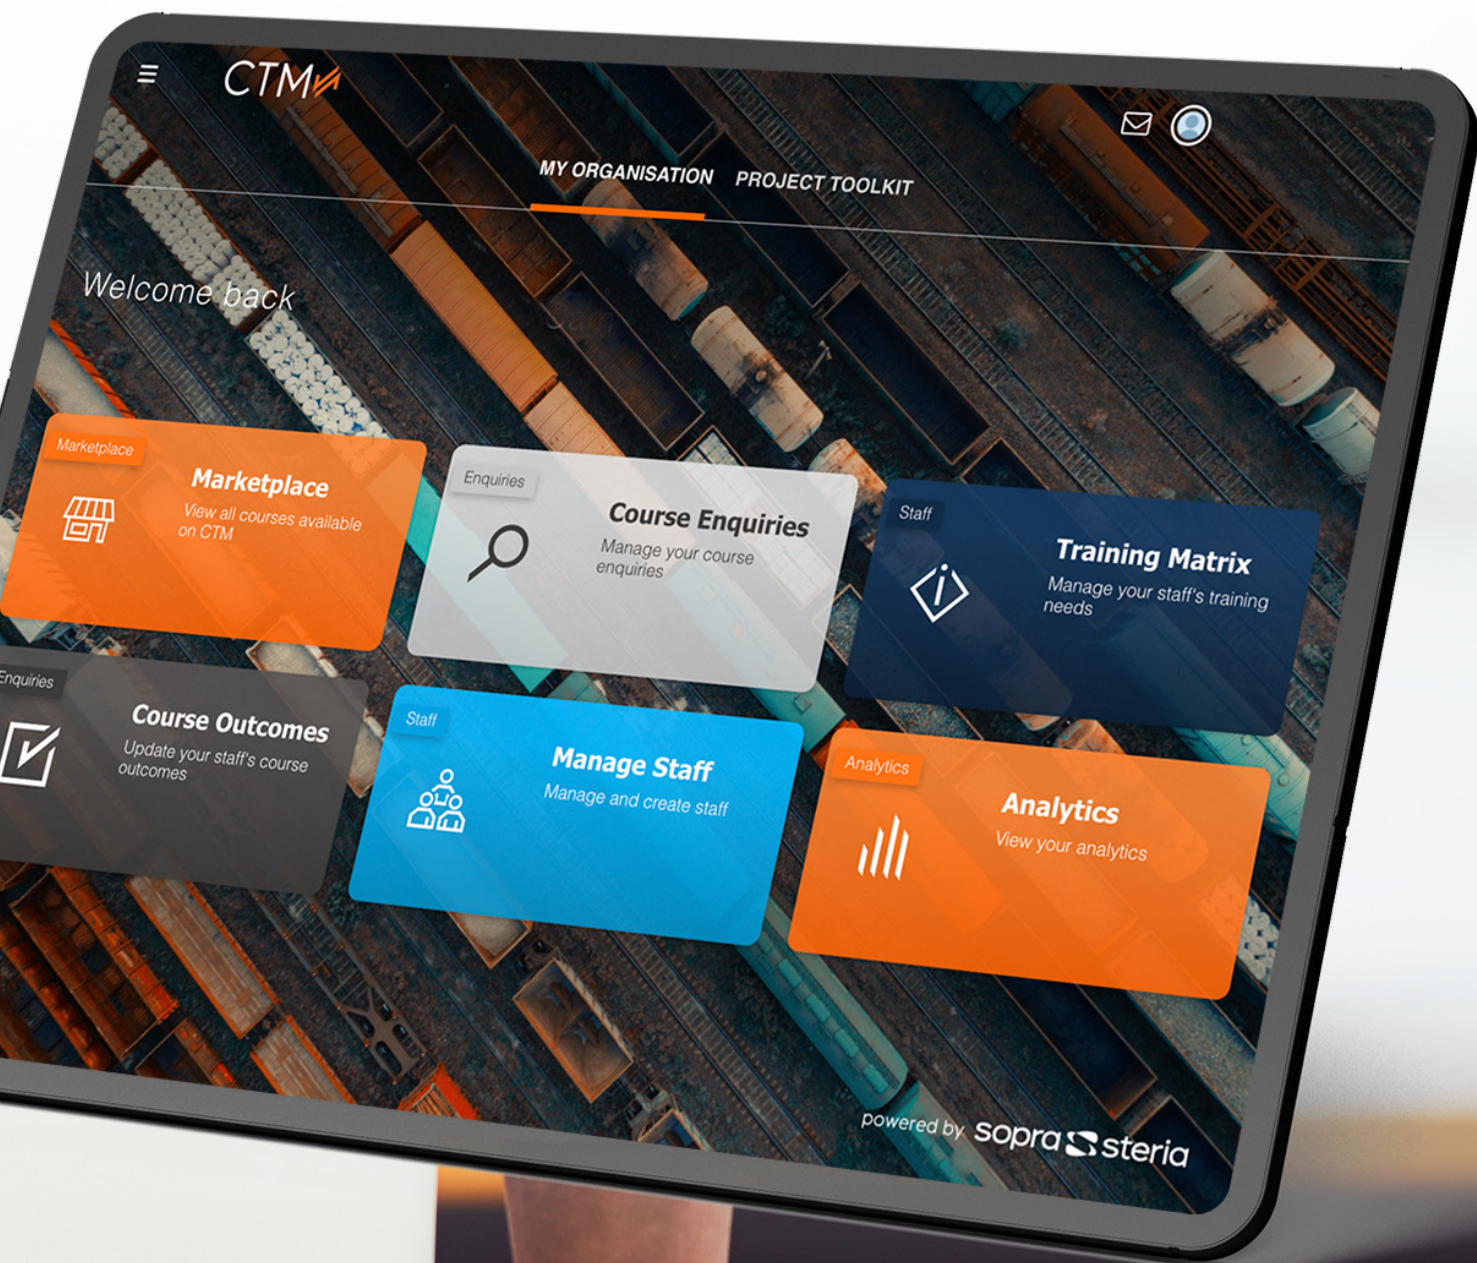 CTM
MY ORGANISATION
PROJECT TOOLKIT
Welcome back
Marketplace
Marketplace
View all courses available
on CTM
Enquiries
Course Enquiries
Manage your course
enquiries
Staff
Training Matrix
Manage your staff's training
needs
Enquiries
Course Outcomes
Update your staff's course
outcomes
Staff
Manage Staff
Manage and create staff
Analytics
Analytics
View your analytics
powered by sopra steria